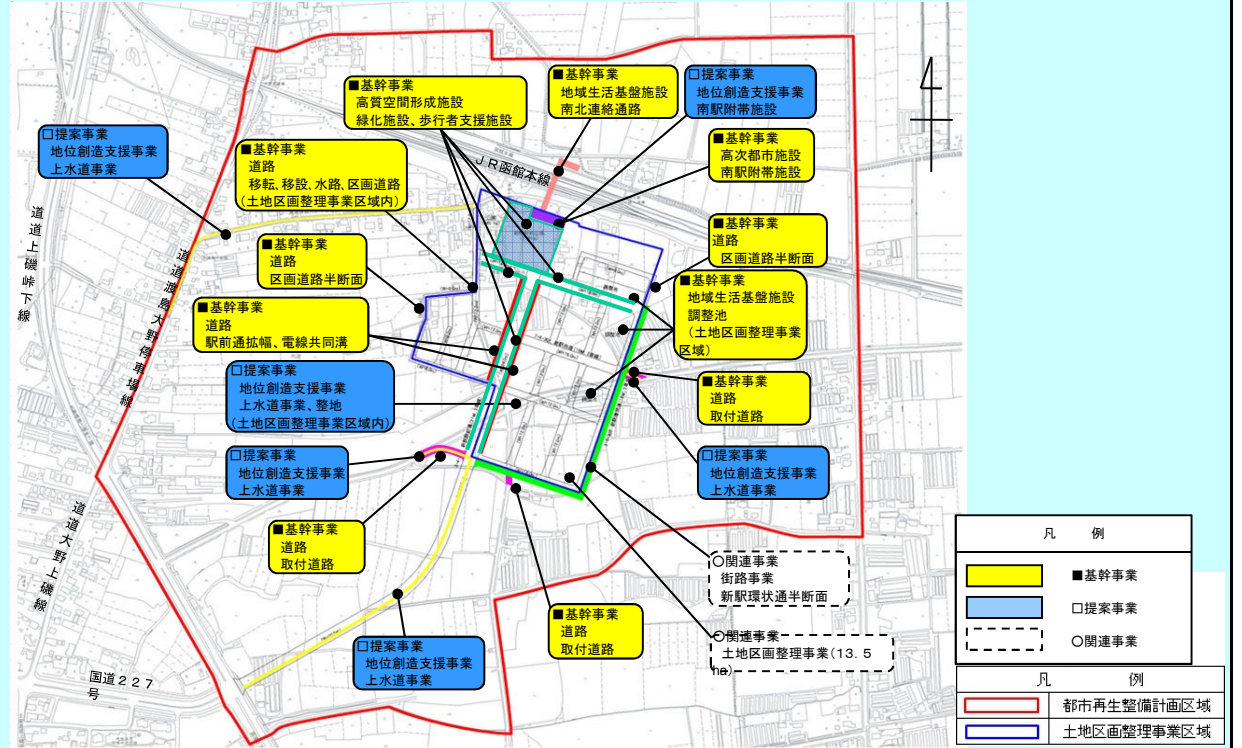 ■基幹事業
高質空間形成施設
緑化施設、歩行者支援施設
■基幹事業
地域生活基盤施設
南北連絡通路
□提案事業
地位創造支援事業
南駅附帯施設
□提案事業
地位創造支援事業
上水道事業
■基幹事業
道路
移転、移設、水路、区画道路
(土地区画整理事業区域内)
JR函館本線
■基幹事業
高次都市施設
南駅附帯施設
道道上磯峠下線
道道渡島大野停車場線
■基幹事業
道路
区画道路半断面
■基幹事業
道路
区画道路半断面
■基幹事業
地域生活基盤施設
調整池
(土地区画整理事業
区域)
■基幹事業
道路
駅前通拡幅、電線共同溝
□提案事業
地位創造支援事業
上水道事業、整地
(土地区画整理事業区域内)
■基幹事業
道路
取付道路
□提案事業
地位創造支援事業
上水道事業
□提案事業
地位創造支援事業
上水道事業
道道大野上磯線
■基幹事業
道路
取付道路
○関連事業
街路事業
新駅環状通半断面
■基幹事業
道路
取付道路
○関連事業
土地区画整理事業(13.5
ha)
□提案事業
地位創造支援事業
上水道事業
国道227
号
凡 例
■基幹事業
□提案事業
○関連事業
凡 例
都市再生整備計画区域
土地区画整理事業区域